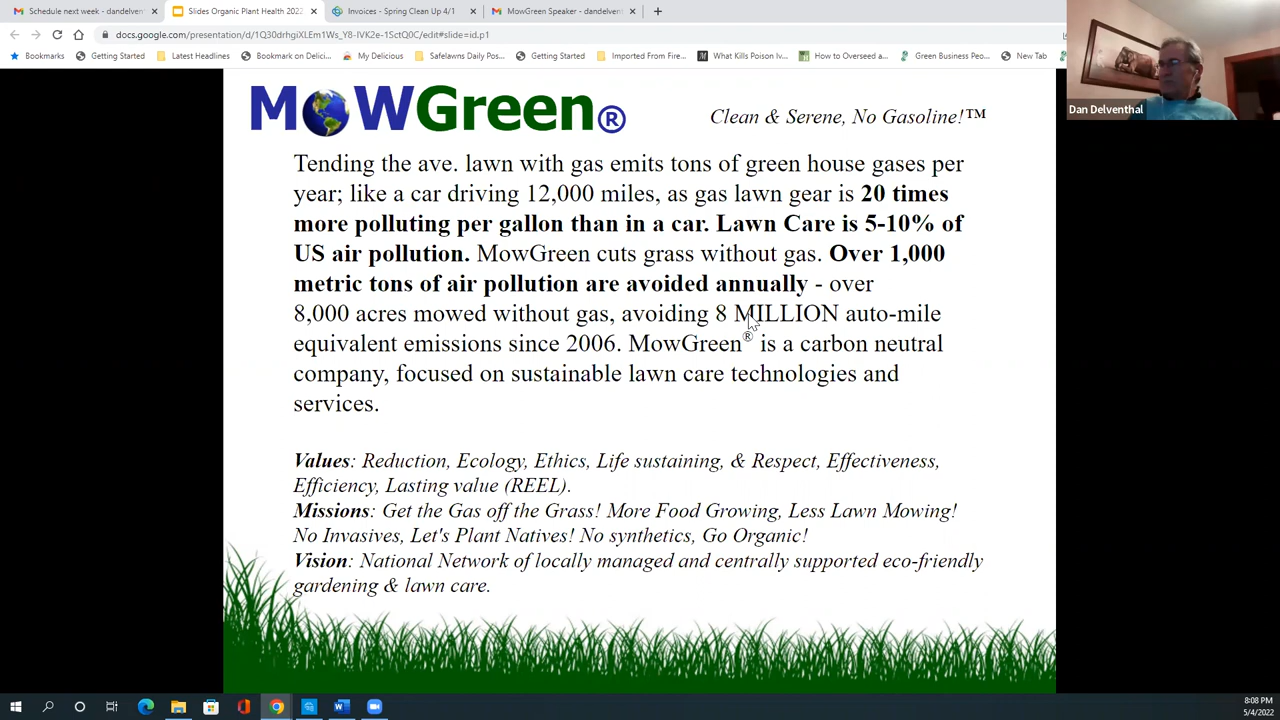 Schedule next week - dandelven
Slides Organic Plant Health 2022
Invoices - Spring Clean Up 4/1
MowGreen Speaker - dandelvent
docs.google.com/presentation/d/1Q30drhgiXLEm1Ws_Y8-IVK2e-1SctQ0C/edit#slide=id.p1
Bookmarks
Getting Started
Latest Headlines
Bookmark on Delici...
My Delicious
Safelawns Daily Pos...
Getting Started
Imported From Fire...
What Kills Poison Iv...
How to Overseed a...
Green Business Peo...
New Tab
Dan Delventhal
MOWGreen®
Clean & Serene, No Gasoline!™
Tending the ave. lawn with gas emits tons of green house gases per
year; like a car driving 12,000 miles, as gas lawn gear is 20 times
more polluting per gallon than in a car. Lawn Care is 5-10% of
US air pollution. MowGreen cuts grass without gas. Over 1,000
metric tons of air pollution are avoided annually - over
8,000 acres mowed without gas, avoiding 8 MILLION auto-mile
equivalent emissions since 2006. MowGreen® is a carbon neutral
company, focused on sustainable lawn care technologies and
services.
Values: Reduction, Ecology, Ethics, Life sustaining, & Respect, Effectiveness,
Efficiency, Lasting value (REEL).
Missions: Get the Gas off the Grass! More Food Growing, Less Lawn Mowing!
No Invasives, Let's Plant Natives! No synthetics, Go Organic!
Vision: National Network of locally managed and centrally supported eco-friendly
gardening & lawn care.
8:08 PM
5/4/2022